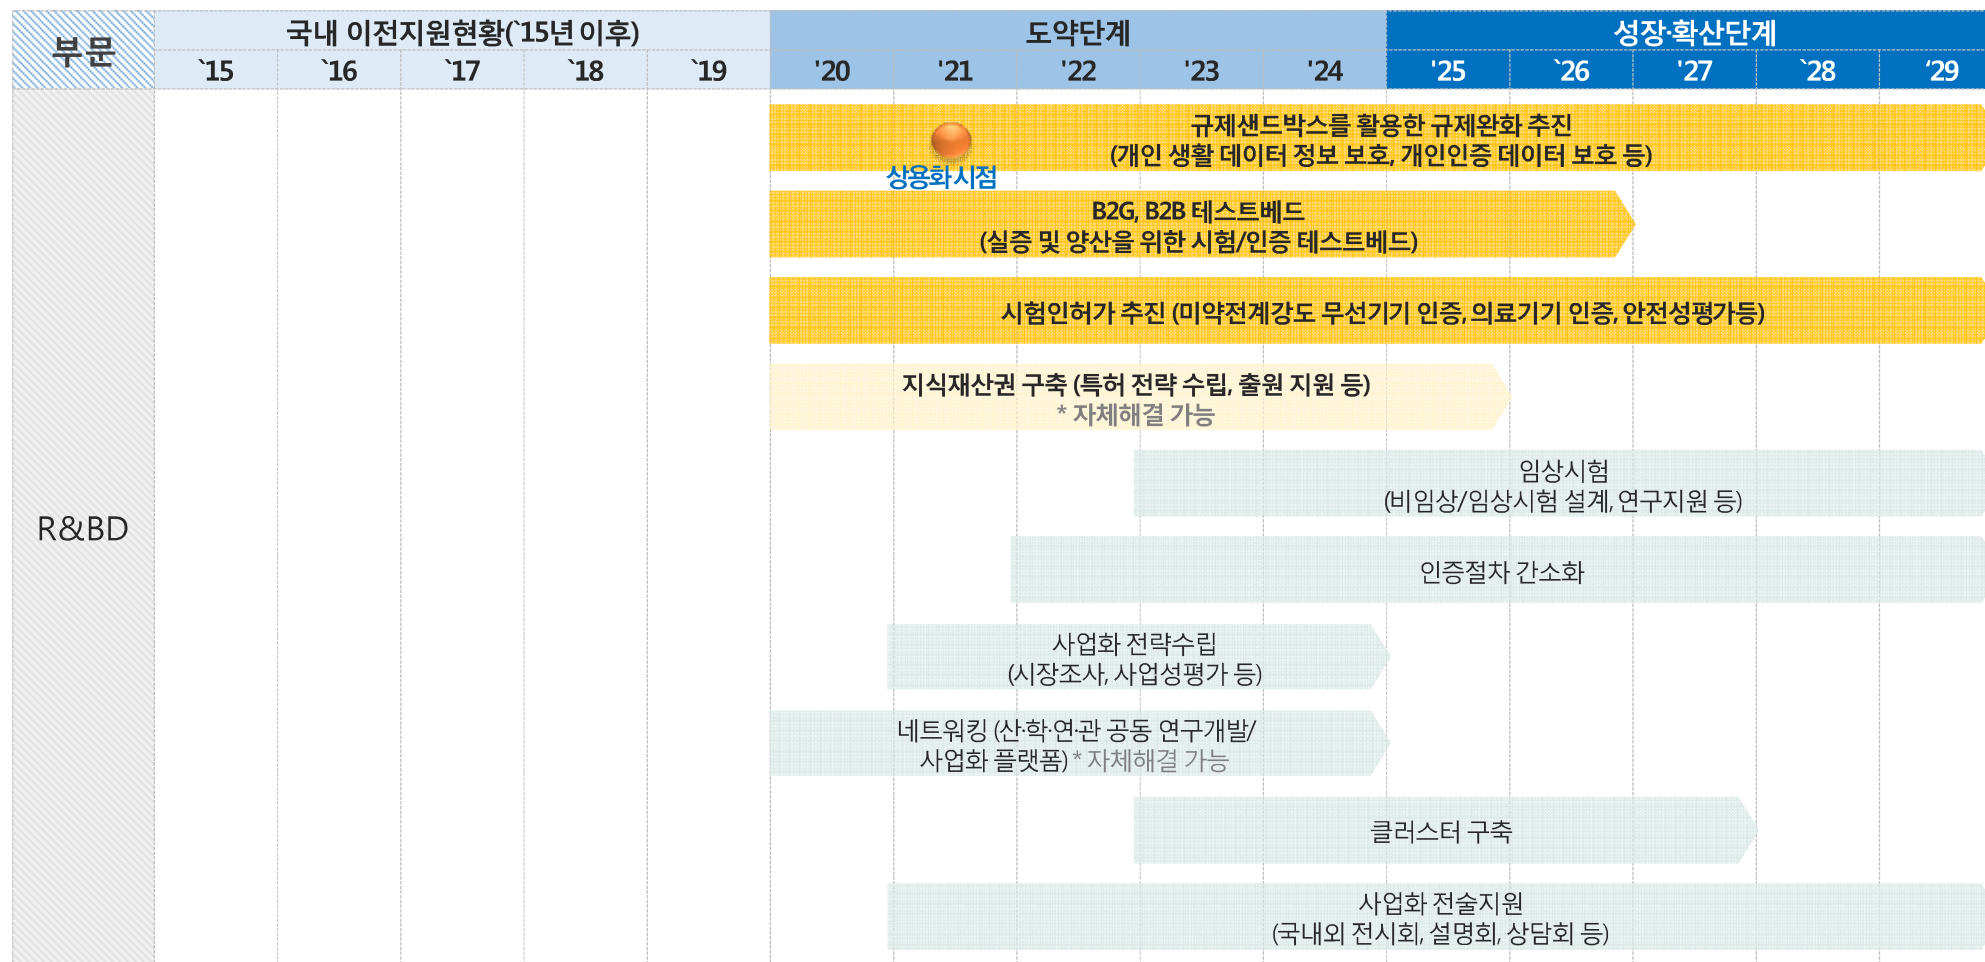 부문
국내 이전지원현황(`15년 이후)
도약단계
성장·확산단계
`15 `16 `17 `18 `19 '20 '21 '22 '23 '24 '25 `26 '27 `28 ‘29
R&BD
규제샌드박스를 활용한 규제완화 추진
(개인 생활 데이터 정보 보호, 개인인증 데이터 보호 등)
상용화 시점
B2G, B2B 테스트베드
(실증 및 양산을 위한 시험/인증 테스트베드)
시험인허가 추진 (미약전계강도 무선기기 인증, 의료기기 인증, 안전성평가등)
지식재산권 구축 (특허 전략 수립, 출원 지원 등)
* 자체해결 가능
임상시험
(비임상/임상시험 설계, 연구지원 등)
인증절차 간소화
사업화 전략수립
(시장조사, 사업성평가 등)
네트워킹 (산·학·연·관 공동 연구개발/
사업화 플랫폼) * 자체해결 가능
클러스터 구축
사업화 전술지원
(국내외 전시회, 설명회, 상담회 등)